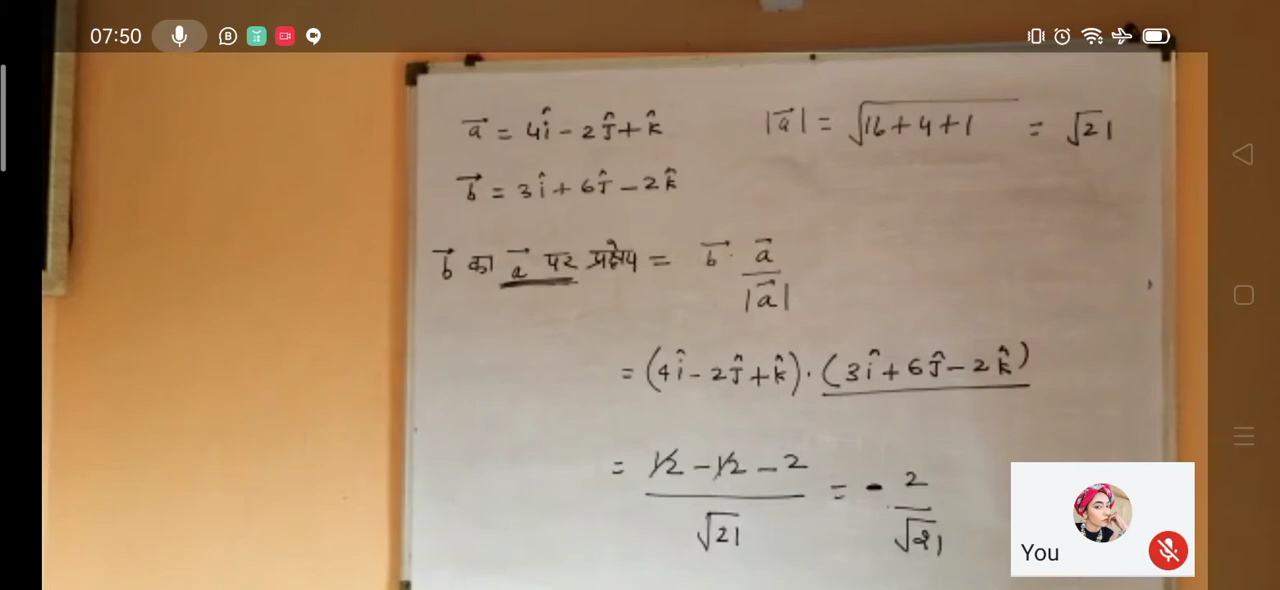 07:50
a⃗ = 4î - 2ĵ + k̂ |a⃗| = √16+4+1 = √21
b⃗ = 3î + 6ĵ - 2k̂
b⃗ का a⃗ पर प्रक्षेप = b⃗ · a⃗ / |a⃗|
= (4î - 2ĵ + k̂) · (3î + 6ĵ - 2k̂)
= 12 - 12 - 2 / √21 = - 2 / √21
You